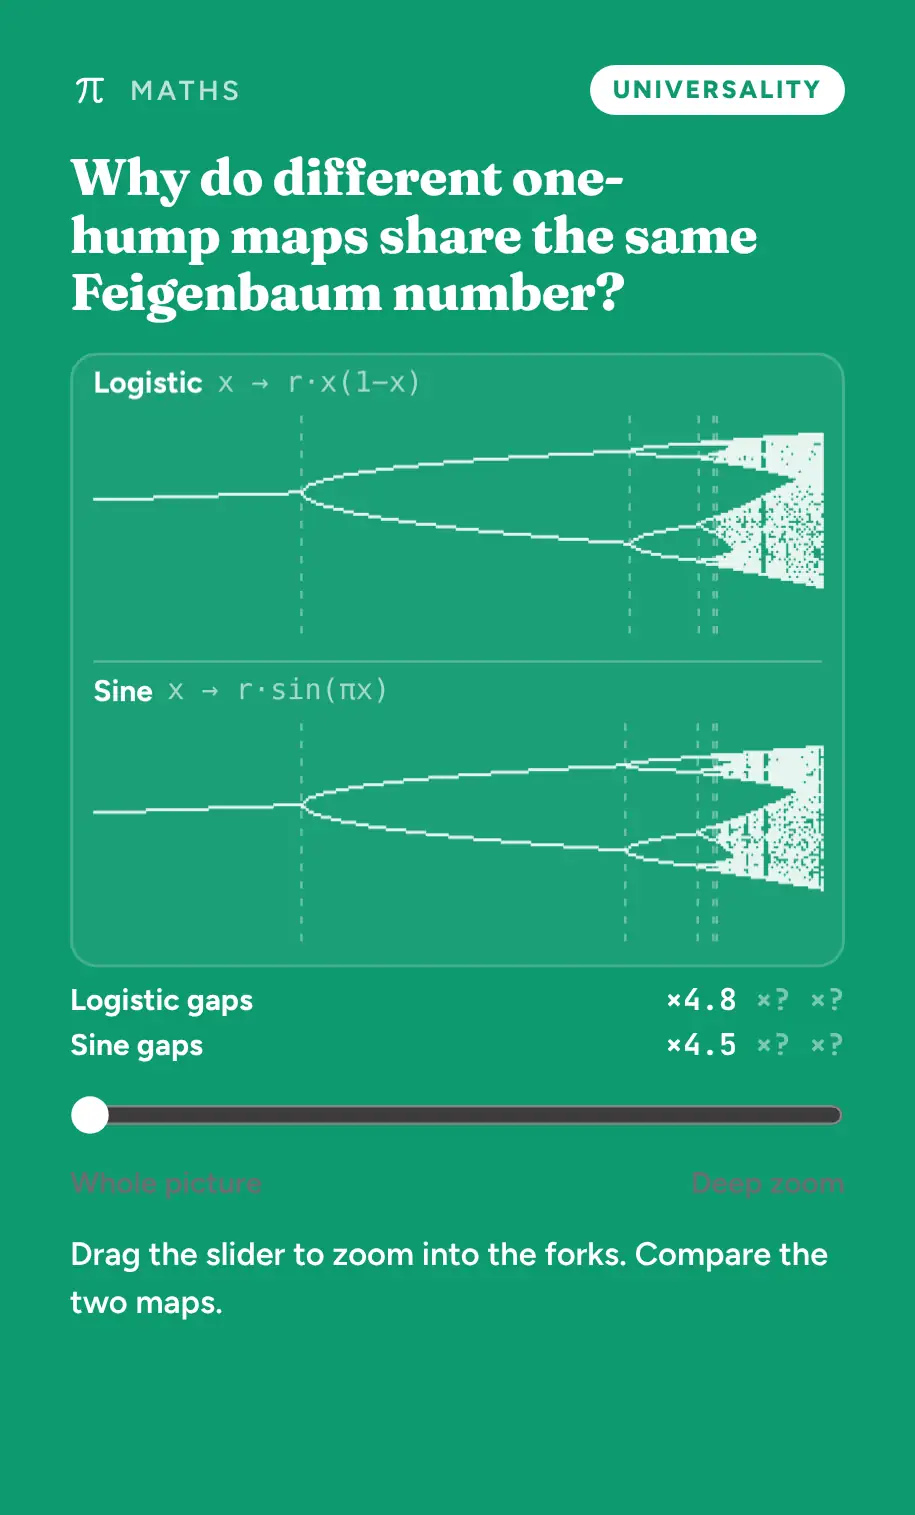 π MATHS
UNIVERSALITY
Why do different one-
hump maps share the same
Feigenbaum number?
Logistic x → r·x(1−x)
Sine x → r·sin(πx)
Logistic gaps ×4.8 ×? ×?
Sine gaps ×4.5 ×? ×?
Whole picture Deep zoom
Drag the slider to zoom into the forks. Compare the
two maps.